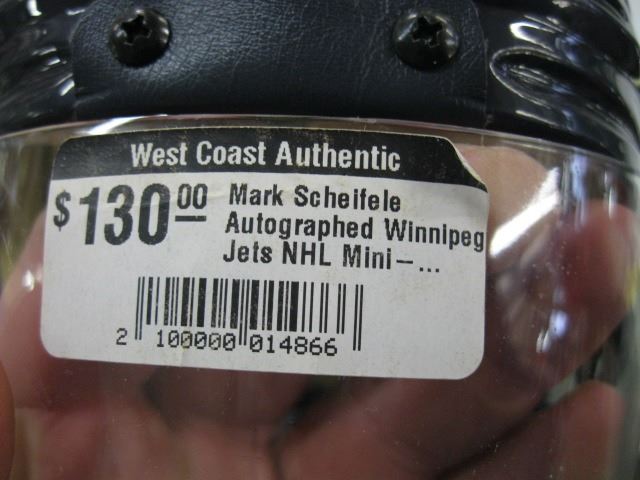 West Coast Authentic
$130.00 Mark Scheifele
Autographed Winnipeg
Jets NHL Mini-...
2 100000 014866